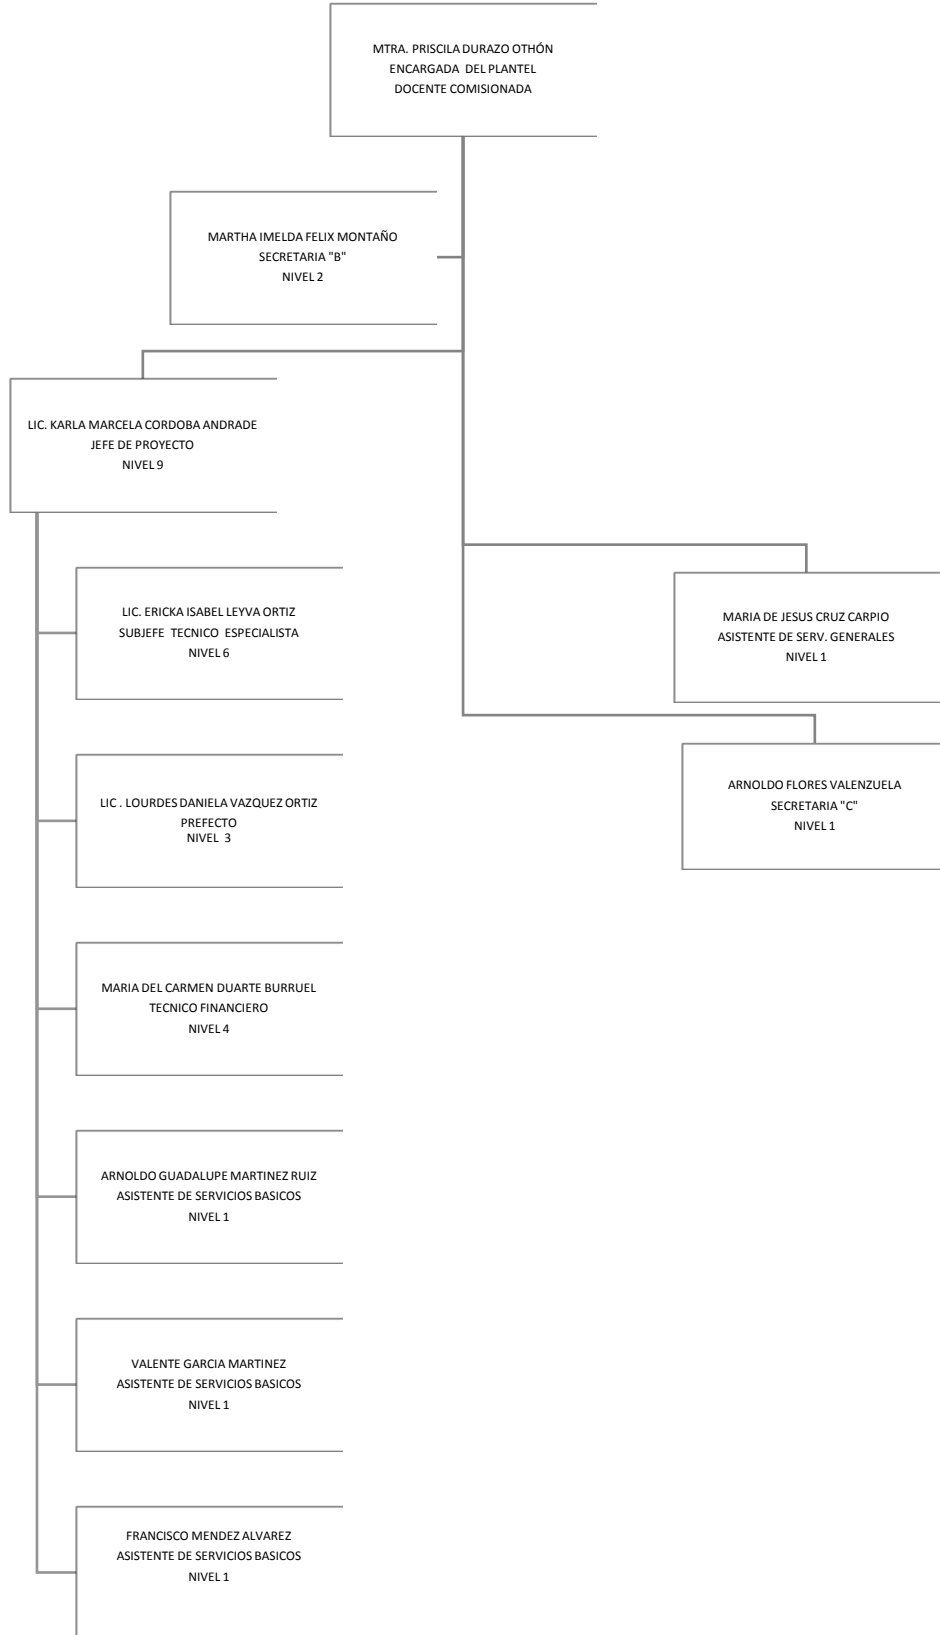 MTRA. PRISCILA DURAZO OTHÓN
ENCARGADA DEL PLANTEL
DOCENTE COMISIONADA
MARTHA IMELDA FELIX MONTAÑO
SECRETARIA "B"
NIVEL 2
LIC. KARLA MARCELA CORDOBA ANDRADE
JEFE DE PROYECTO
NIVEL 9
LIC. ERICKA ISABEL LEYVA ORTIZ
SUBJEFE TECNICO ESPECIALISTA
NIVEL 6
MARIA DE JESUS CRUZ CARPIO
ASISTENTE DE SERV. GENERALES
NIVEL 1
LIC . LOURDES DANIELA VAZQUEZ ORTIZ
PREFECTO
NIVEL 3
ARNOLDO FLORES VALENZUELA
SECRETARIA "C"
NIVEL 1
MARIA DEL CARMEN DUARTE BURRUEL
TECNICO FINANCIERO
NIVEL 4
ARNOLDO GUADALUPE MARTINEZ RUIZ
ASISTENTE DE SERVICIOS BASICOS
NIVEL 1
VALENTE GARCIA MARTINEZ
ASISTENTE DE SERVICIOS BASICOS
NIVEL 1
FRANCISCO MENDEZ ALVAREZ
ASISTENTE DE SERVICIOS BASICOS
NIVEL 1